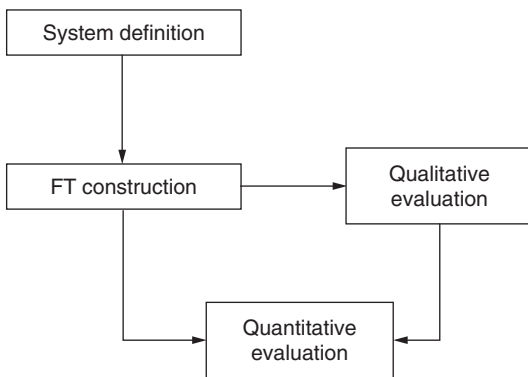 System definition
FT construction
Qualitative
evaluation
Quantitative
evaluation